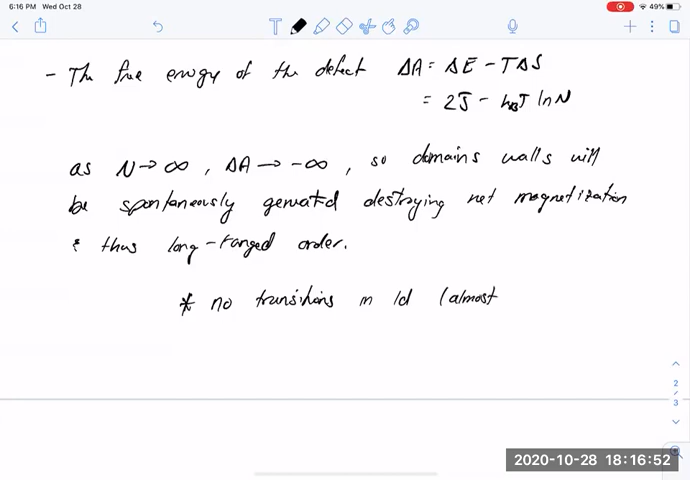 6:16 PM Wed Oct 28
49%
- The free energy of the defect ΔA = ΔE - TΔS
= 2J - k_BT ln N
as N → ∞, ΔA → -∞, so domains walls will
be spontaneously generated destroying net magnetization
& thus long-ranged order.
* no transitions in 1d (almost
2
/
3
2020-10-28 18:16:52